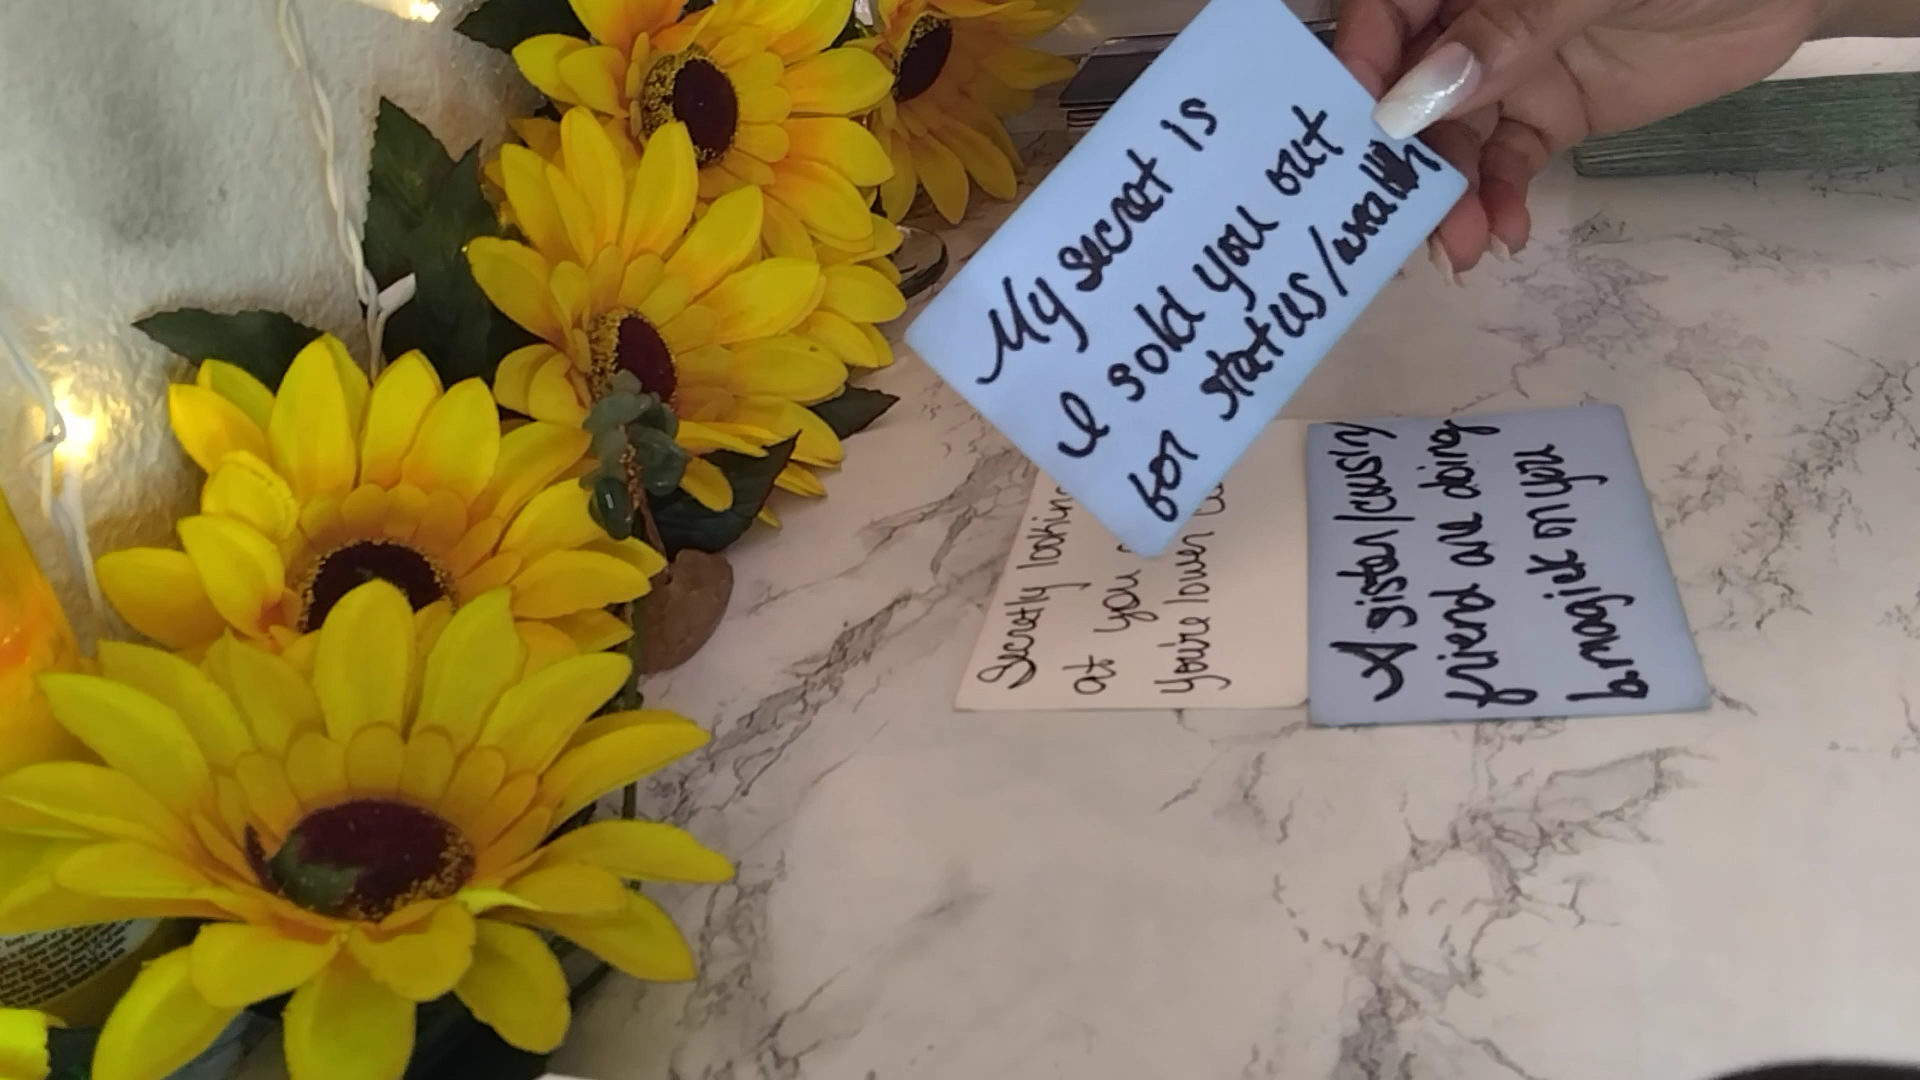 My secret is
I sold you out
for status/wealth
Secretly looking
at you
you're lower
A sister/cousin/
friend are doing
brnagick on you